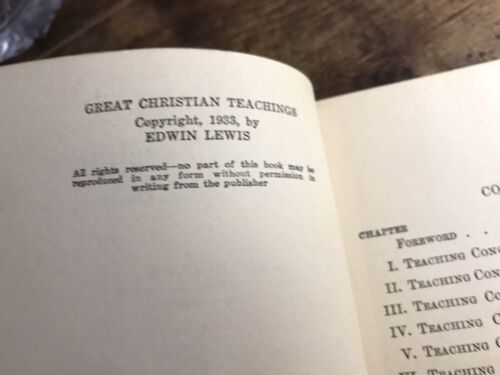 GREAT CHRISTIAN TEACHINGS
Copyright, 1933, by
EDWIN LEWIS
All rights reserved—no part of this book may be
reproduced in any form without permission in
writing from the publisher
CO
CHAPTER
FOREWORD . .
I. TEACHING CONC
II. TEACHING CON
III. TEACHING CO
IV. TEACHING C
V. TEACHING C